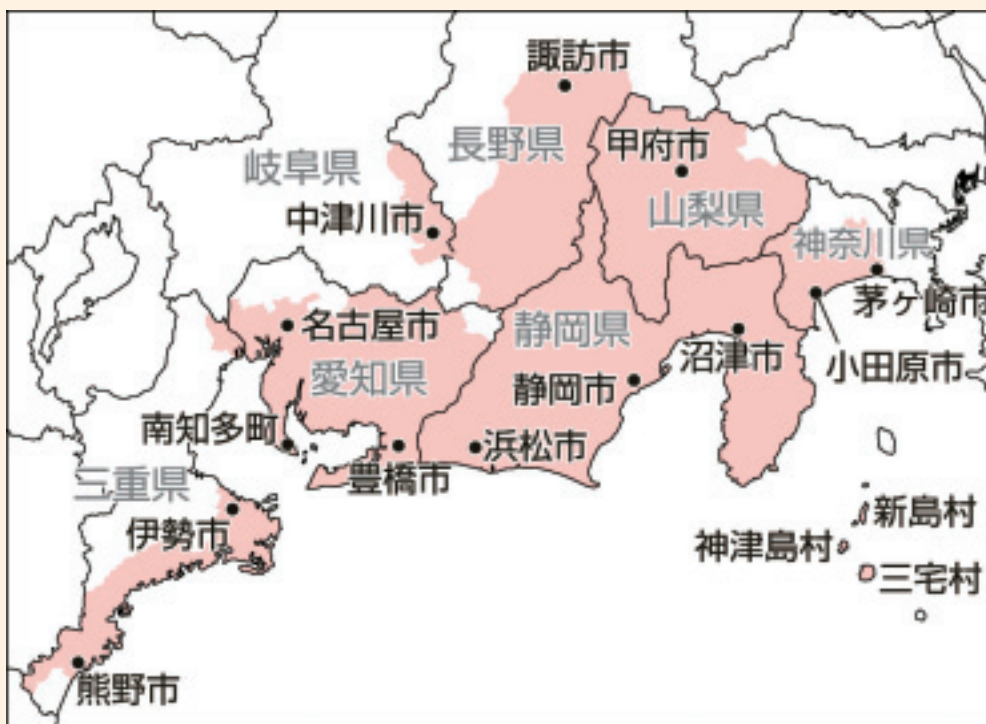 諏訪市
長野県
甲府市
岐阜県
山梨県
中津川市
神奈川県
茅ヶ崎市
名古屋市
静岡県
沼津市
小田原市
愛知県
静岡市
南知多町
浜松市
豊橋市
三重県
伊勢市
新島村
神津島村
三宅村
熊野市